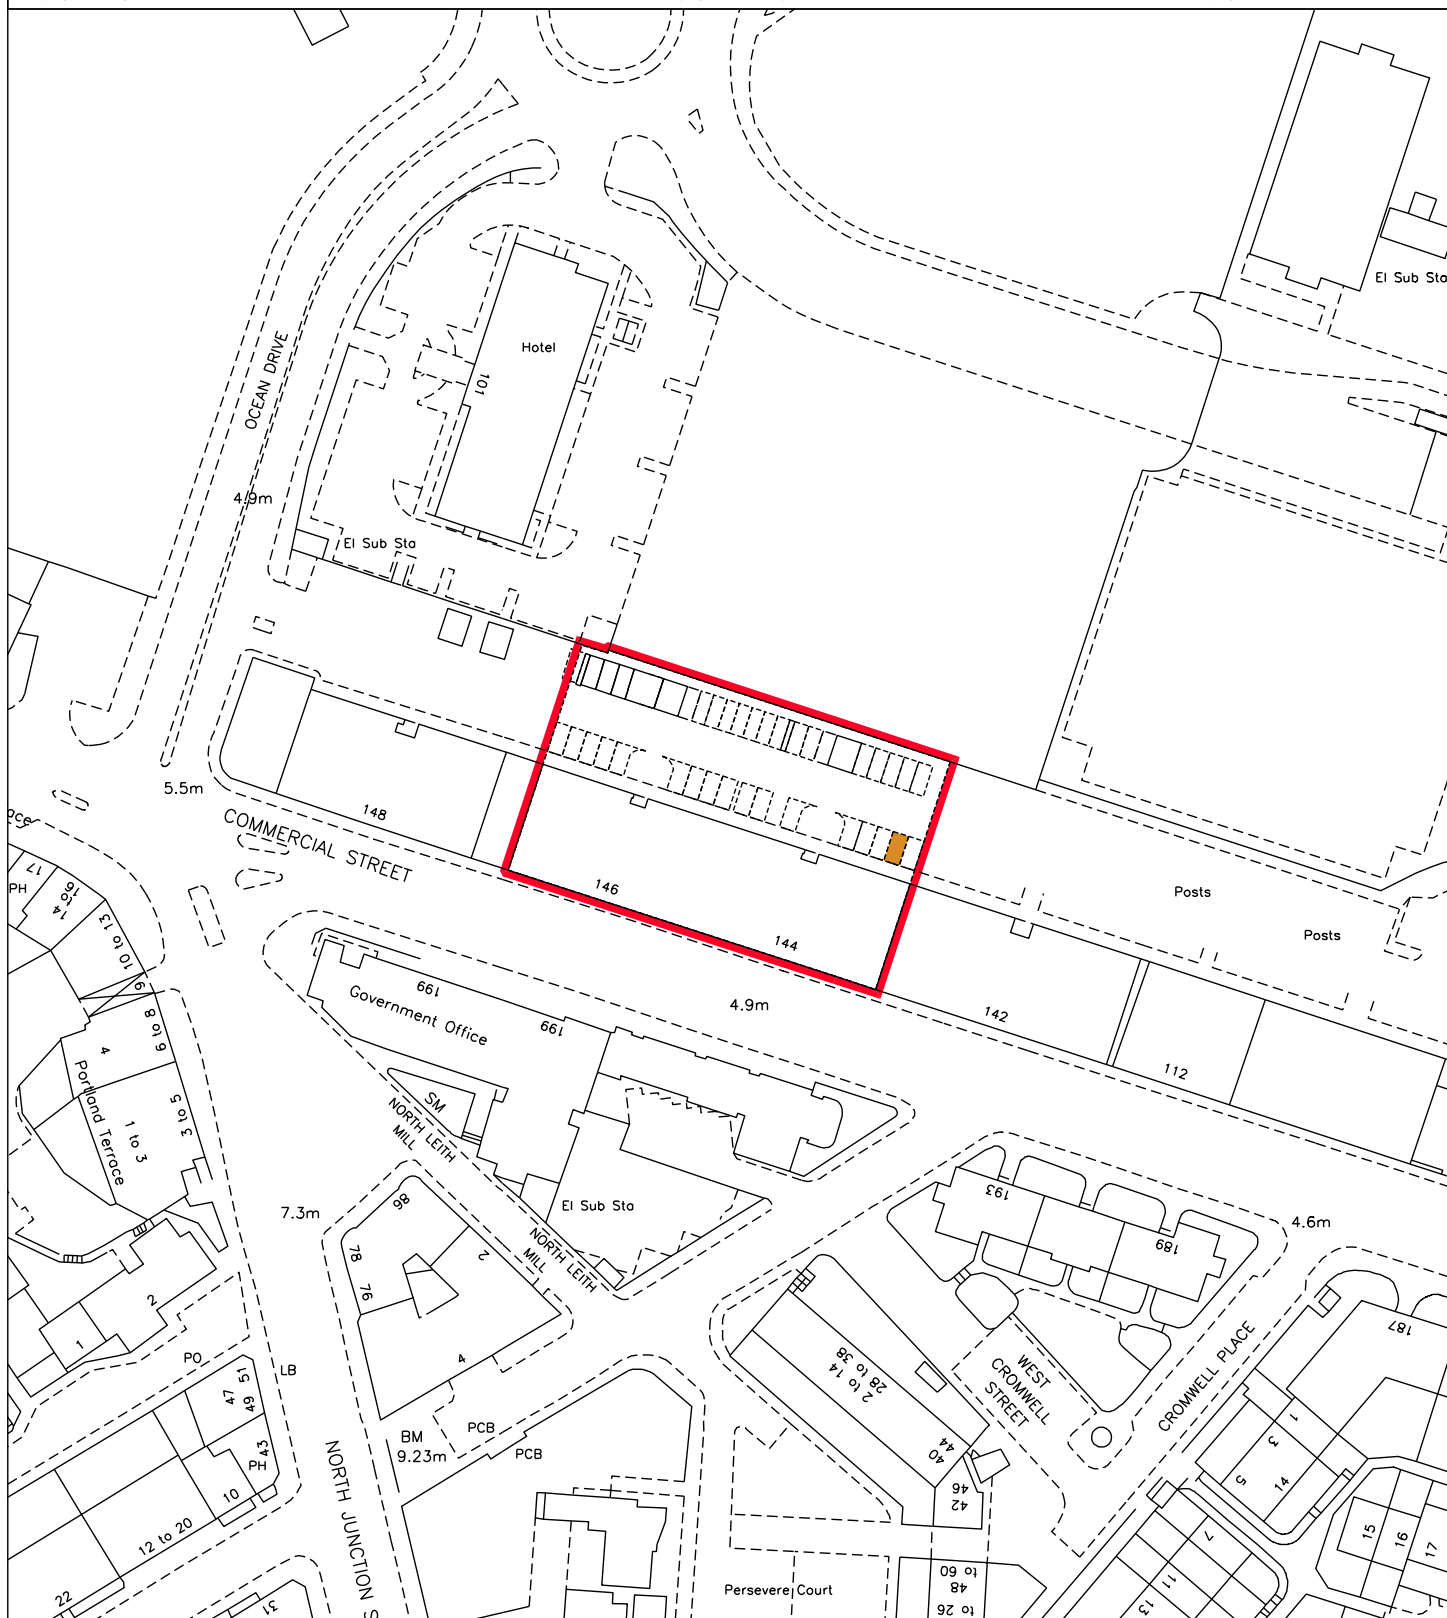 El Sub Sta
Hotel
101
OCEAN DRIVE
4.9m
El Sub Sta
5.5m
148
COMMERCIAL STREET
146
144
Posts
Posts
142
112
4.9m
17
PH
14
to
16
10 to 13
9
6 to 8
4
Portland Terrace
1 to 3
3 to 5
199
Government Office
199
SM
NORTH LEITH
MILL
El Sub Sta
NORTH LEITH
MILL
7.3m
98
78
76
2
4
193
189
4.6m
187
2
1
PO
LB
51
49
47
43
PH
10
12 to 20
22
31
BM
9.23m
PCB
PCB
NORTH JUNCTION S
2 to 14
28 to 38
40
44
46
42
WEST
CROMWELL
STREET
CROMWELL PLACE
1
3
5
14
7
11
13
15
16
17
Persevere Court
to 60
48
to 26